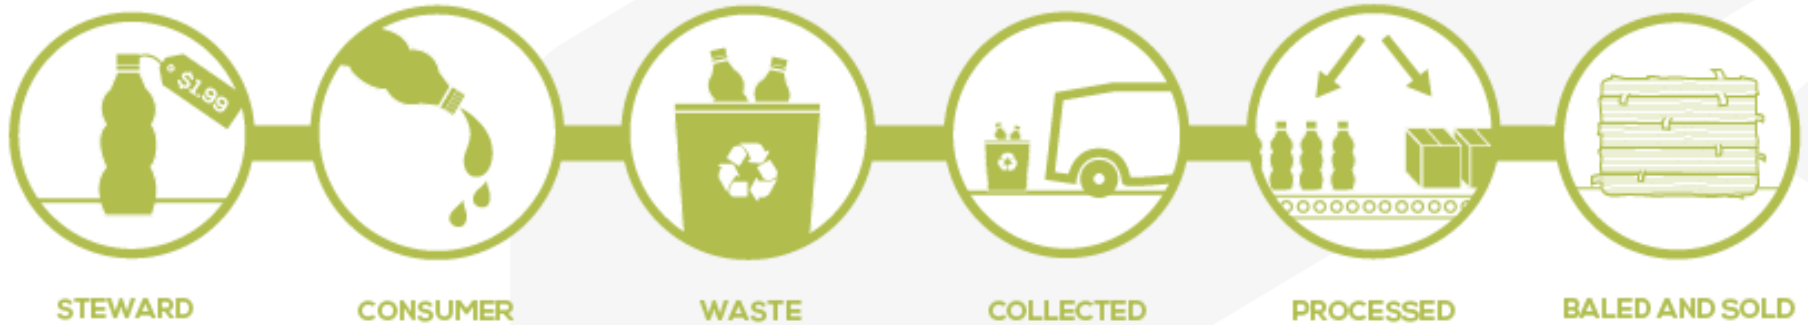 $1.99
STEWARD
CONSUMER
WASTE
COLLECTED
PROCESSED
BALED AND SOLD